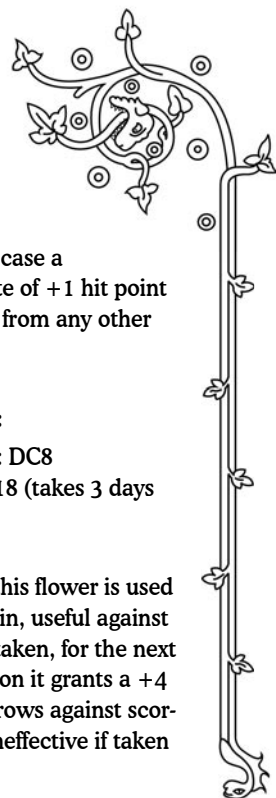 case a
te of +1 hit point
from any other
:
: DC8
18 (takes 3 days
his flower is used
in, useful against
taken, for the next
on it grants a +4
rows against scor-
neffective if taken